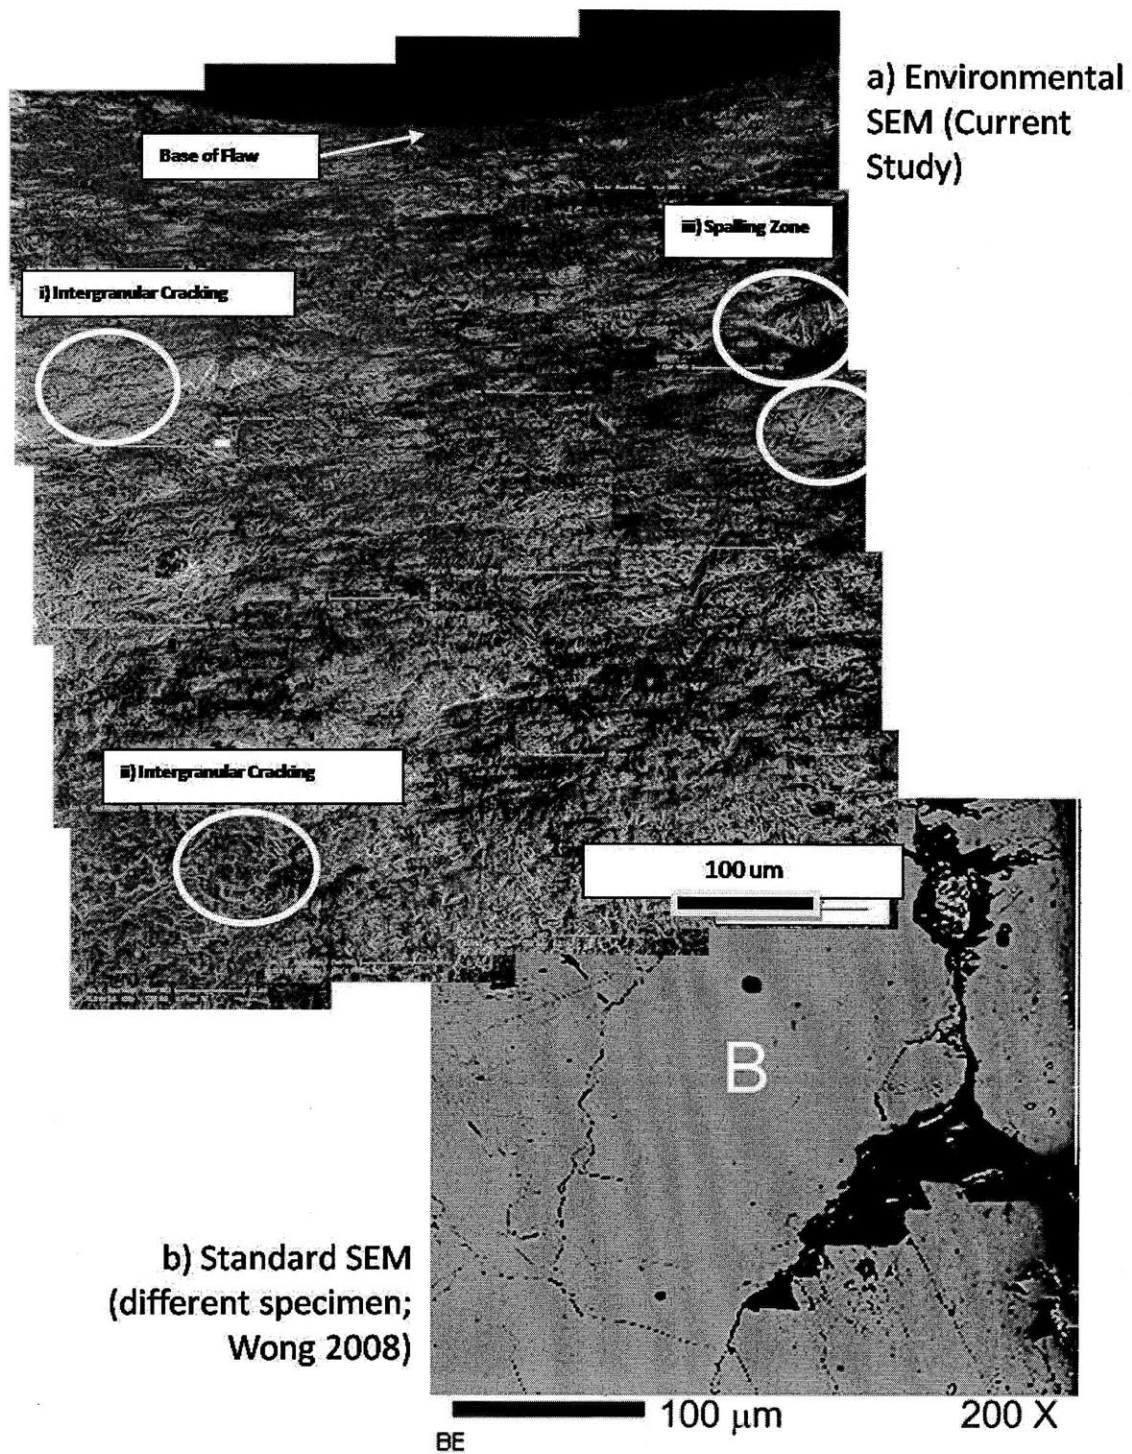 a) Environmental
SEM (Current
Study)
Base of Flaw
iii) Spalling Zone
i) Intergranular Cracking
ii) Intergranular Cracking
100 um
B
b) Standard SEM
(different specimen;
Wong 2008)
100 μm
200 X
BE